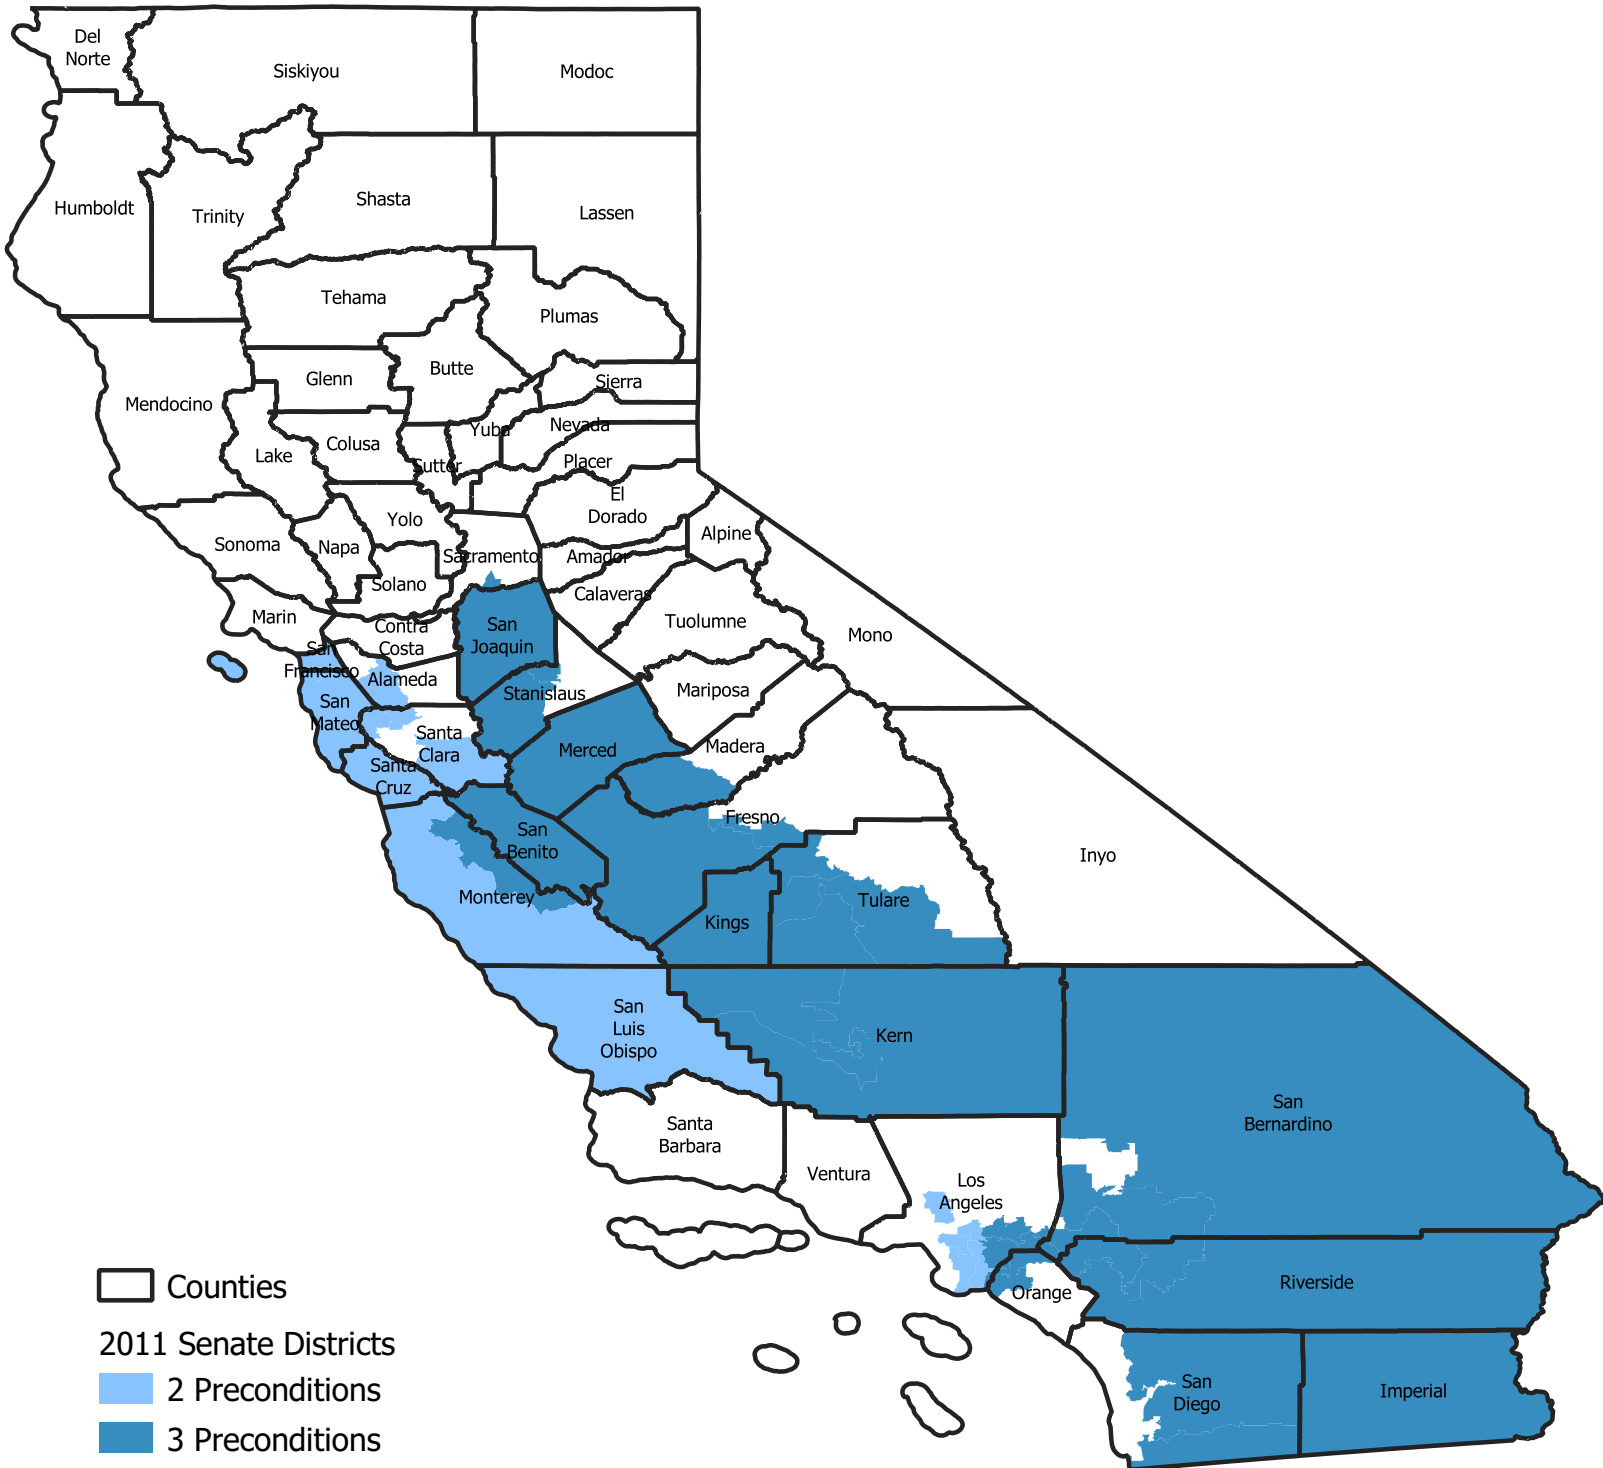 Del
Norte
Siskiyou
Modoc
Humboldt
Trinity
Shasta
Lassen
Tehama
Plumas
Butte
Glenn
Sierra
Mendocino
Nevada
Yuba
Colusa
Lake
Sutter
Placer
El
Dorado
Yolo
Alpine
Sonoma
Napa
Sacramento
Amador
Solano
Calaveras
Marin
Contra
Costa
San
Joaquin
Tuolumne
Mono
San
Francisco
Alameda
Stanislaus
Mariposa
San
Mateo
Santa
Clara
Merced
Madera
Santa
Cruz
Fresno
San
Benito
Inyo
Monterey
Tulare
Kings
San
Luis
Obispo
Kern
San
Bernardino
Santa
Barbara
Ventura
Los
Angeles
Orange
Riverside
San
Diego
Imperial
Counties
2011 Senate Districts
2 Preconditions
3 Preconditions